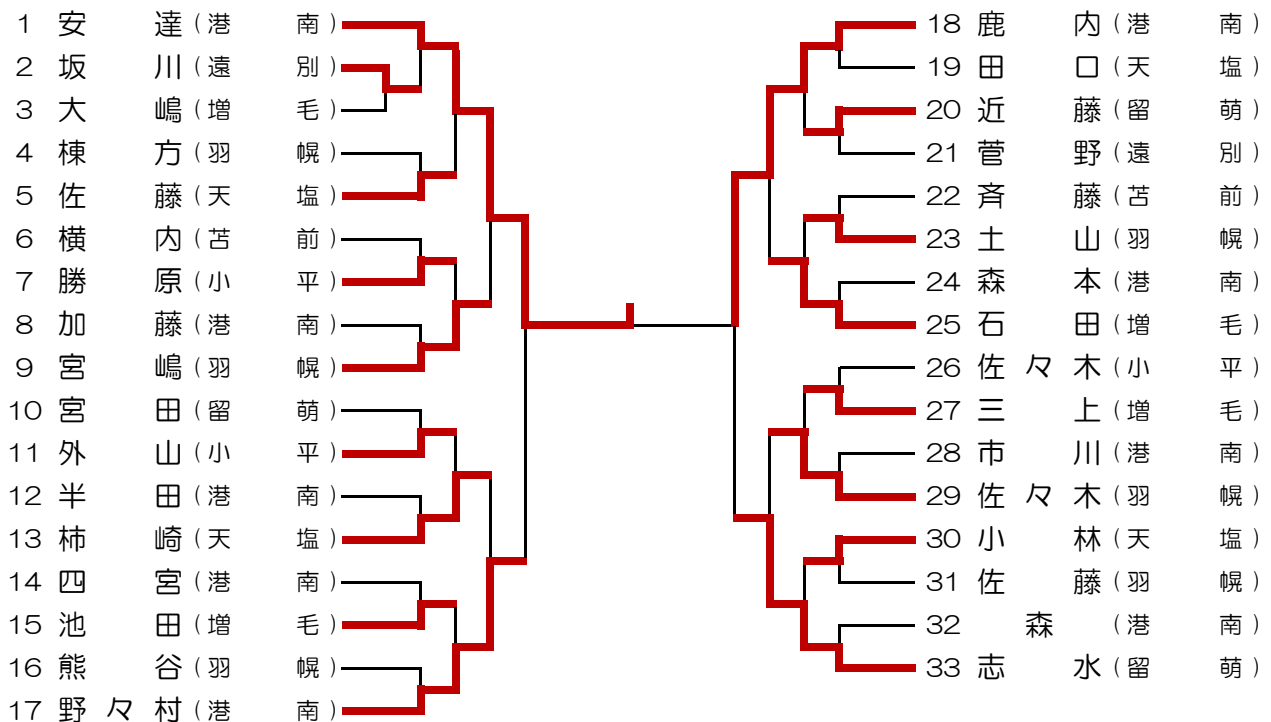 1 安達(港南)
2 坂川(遠別)
3 大嶋(増毛)
4 棟方(羽幌)
5 佐藤(天塩)
6 横内(苫前)
7 勝原(小平)
8 加藤(港南)
9 宮嶋(羽幌)
10 宮田(留萌)
11 外山(小平)
12 半田(港南)
13 柿崎(天塩)
14 四宮(港南)
15 池田(増毛)
16 熊谷(羽幌)
17 野々村(港南)
18 鹿内(港南)
19 田口(天塩)
20 近藤(留萌)
21 菅野(遠別)
22 斉藤(苫前)
23 土山(羽幌)
24 森本(港南)
25 石田(増毛)
26 佐々木(小平)
27 三上(増毛)
28 市川(港南)
29 佐々木(羽幌)
30 小林(天塩)
31 佐藤(羽幌)
32 森(港南)
33 志水(留萌)